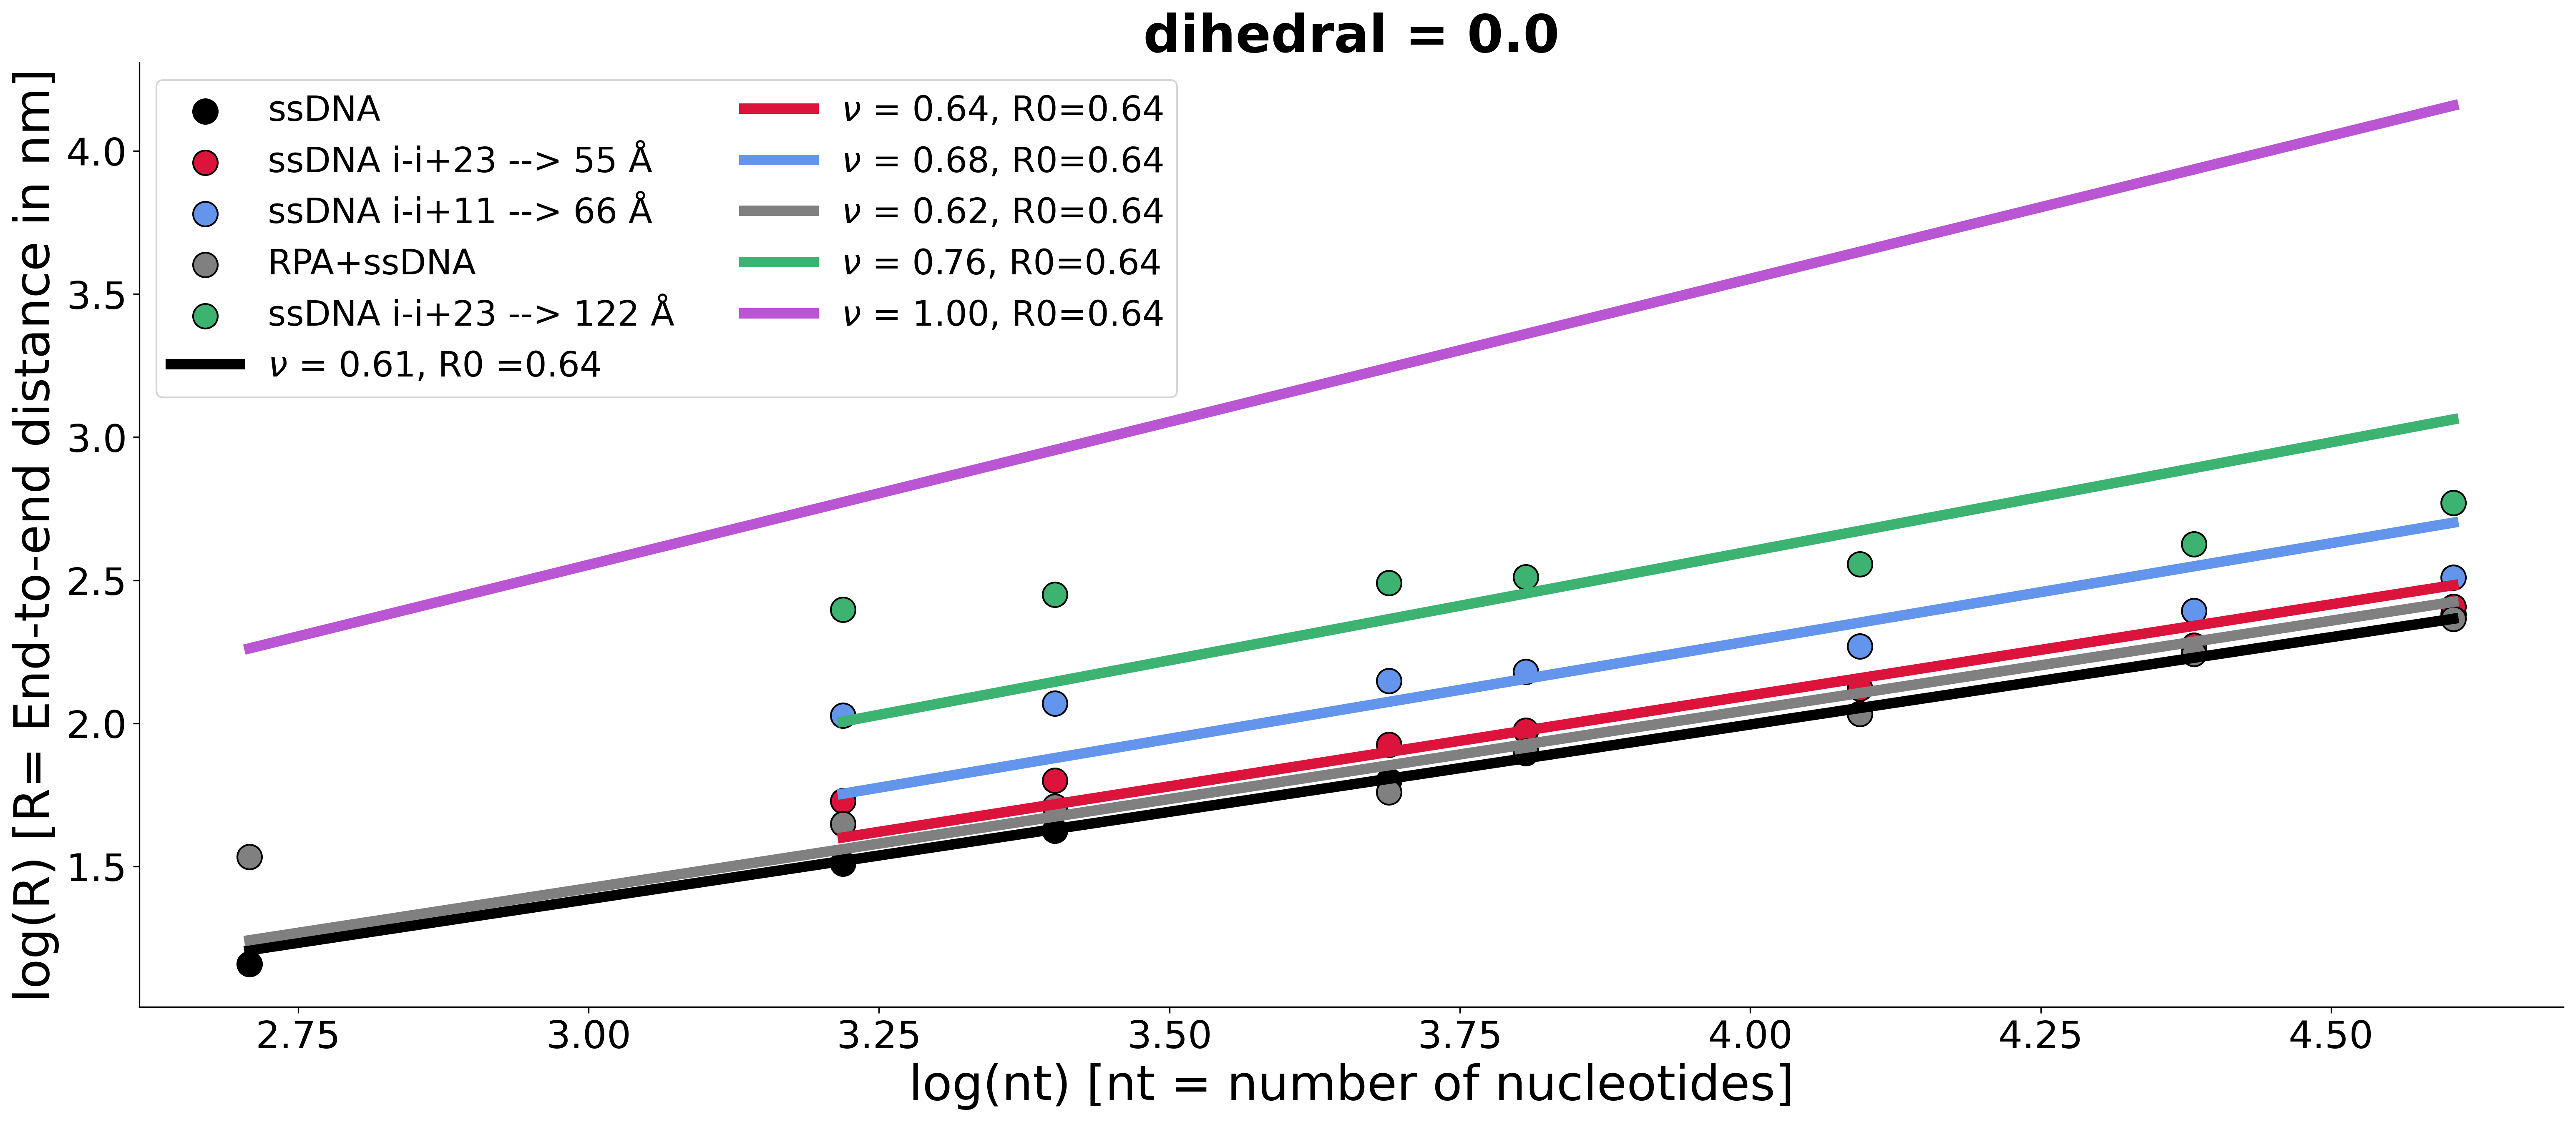 dihedral = 0.0
log(R) [R= End-to-end distance in nm]
4.0
3.5
3.0
2.5
2.0
1.5
ssDNA
ssDNA i-i+23 --> 55 Å
ssDNA i-i+11 --> 66 Å
RPA+ssDNA
ssDNA i-i+23 --> 122 Å
ν = 0.61, R0 =0.64
ν = 0.64, R0=0.64
ν = 0.68, R0=0.64
ν = 0.62, R0=0.64
ν = 0.76, R0=0.64
ν = 1.00, R0=0.64
2.75 3.00 3.25 3.50 3.75 4.00 4.25 4.50
log(nt) [nt = number of nucleotides]